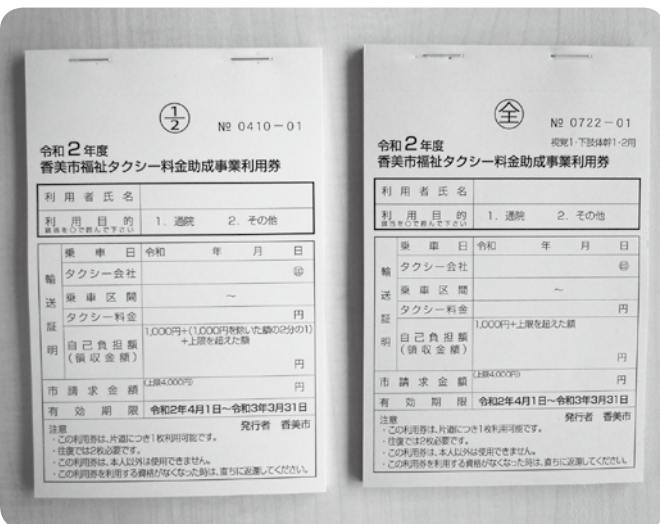 1/2
№ 0410-01
令和2年度
香美市福祉タクシー料金助成事業利用券
利用者氏名
利用目的 1. 通院 2. その他
該当を○で囲んで下さい
輸送証明
乗車日 令和 年 月 日
タクシー会社 ㊞
乗車区間 ～
タクシー料金 円
自己負担額
(領収金額)
1,000円+(1,000円を除いた額の2分の1)
+上限を超えた額
円
市請求金額 (上限4,000円) 円
有効期限 令和2年4月1日～令和3年3月31日
注意 発行者 香美市
・この利用券は、片道につき1枚利用可能です。
・往復では2枚必要です。
・この利用券は、本人以外は使用できません。
・この利用券を利用する資格がなくなった時は、直ちに返還してください。
全
№ 0722-01
令和2年度 視覚1・下肢体幹1・2用
香美市福祉タクシー料金助成事業利用券
利用者氏名
利用目的 1. 通院 2. その他
該当を○で囲んで下さい
輸送証明
乗車日 令和 年 月 日
タクシー会社 ㊞
乗車区間 ～
タクシー料金 円
自己負担額
(領収金額)
1,000円+上限を超えた額
円
市請求金額 (上限4,000円) 円
有効期限 令和2年4月1日～令和3年3月31日
注意 発行者 香美市
・この利用券は、片道につき1枚利用可能です。
・往復では2枚必要です。
・この利用券は、本人以外は使用できません。
・この利用券を利用する資格がなくなった時は、直ちに返還してください。